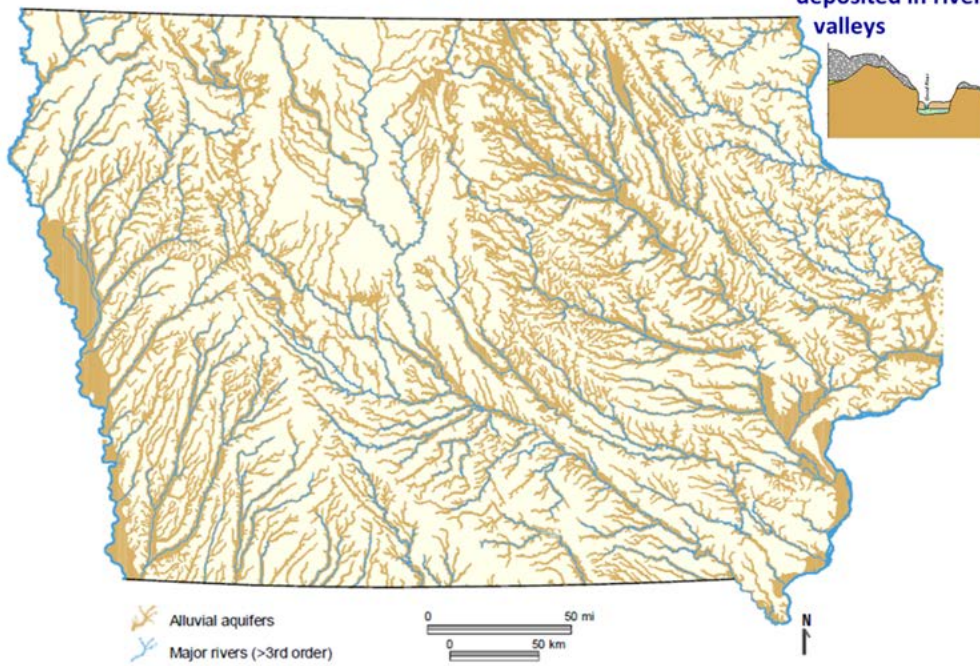 deposited in river
valleys
Alluvial aquifers
Major rivers (>3rd order)
0 50 mi
0 50 km
N